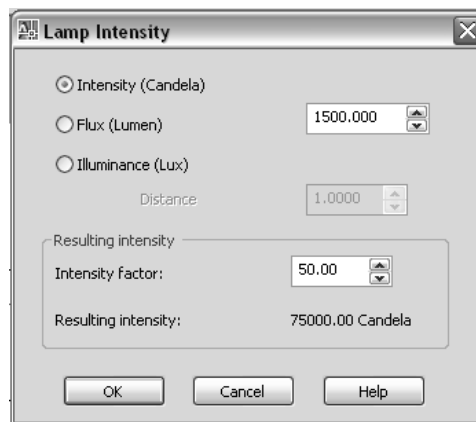 Lamp Intensity
Intensity (Candela)
Flux (Lumen)
1500.000
Illuminance (Lux)
Distance
1.0000
Resulting intensity
Intensity factor:
50.00
Resulting intensity:
75000.00 Candela
OK
Cancel
Help